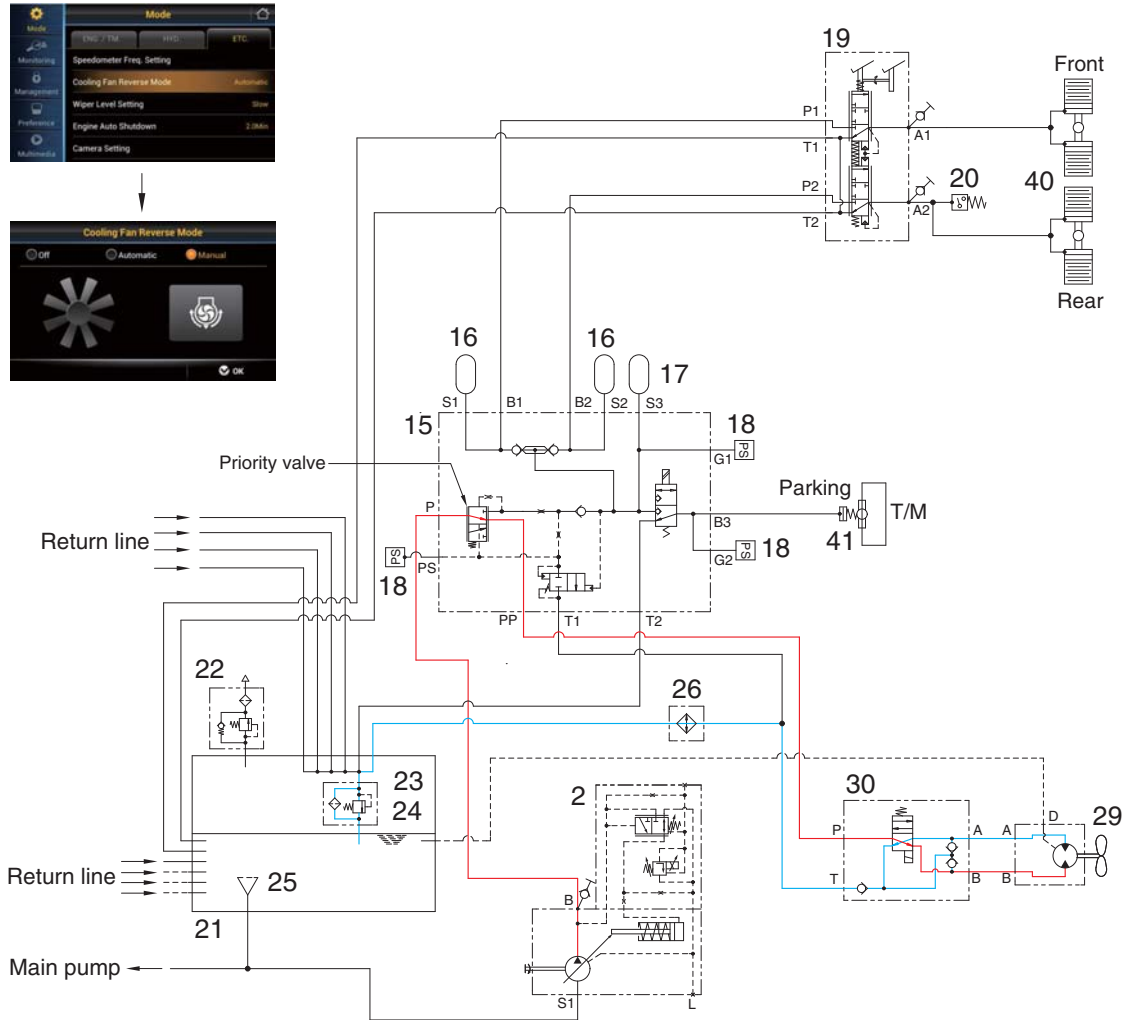 Mode
Mode
ENG. / TM.
HYD.
ETC.
Monitoring
Speedometer Freq. Setting
Cooling Fan Reverse Mode
Automatic
Management
Wiper Level Setting
Slow
Preference
Engine Auto Shutdown
2.0Min
Multimedia
Camera Setting
Cooling Fan Reverse Mode
Off
Automatic
Manual
OK
19
Front
P1
T1
A1
P2
T2
A2
20
40
Rear
16
16
17
S1
B1
B2
S2
S3
15
18
PS
G1
Priority valve
P
Parking
T/M
B3
41
18
PS
G2
Return line
PS
18
PS
PP
T1
T2
22
26
23
24
2
30
29
D
P
A
A
T
B
B
Return line
25
21
B
Main pump
S1
L